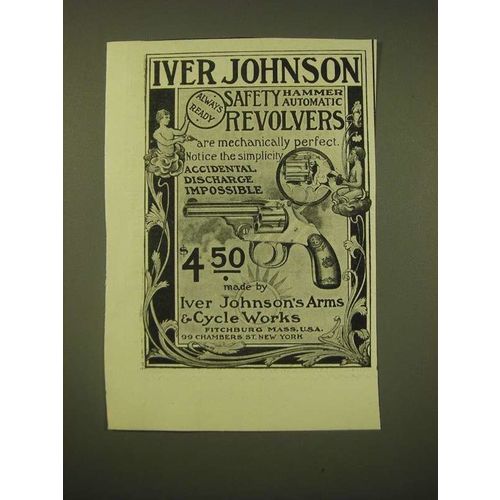 IVER JOHNSON
ALWAYS
READY
SAFETY HAMMER
AUTOMATIC
REVOLVERS
are mechanically perfect.
Notice the simplicity
ACCIDENTAL
DISCHARGE
IMPOSSIBLE
$4.50
made by
Iver Johnson's Arms
& Cycle Works
FITCHBURG MASS. U.S.A.
99 CHAMBERS ST. NEW YORK